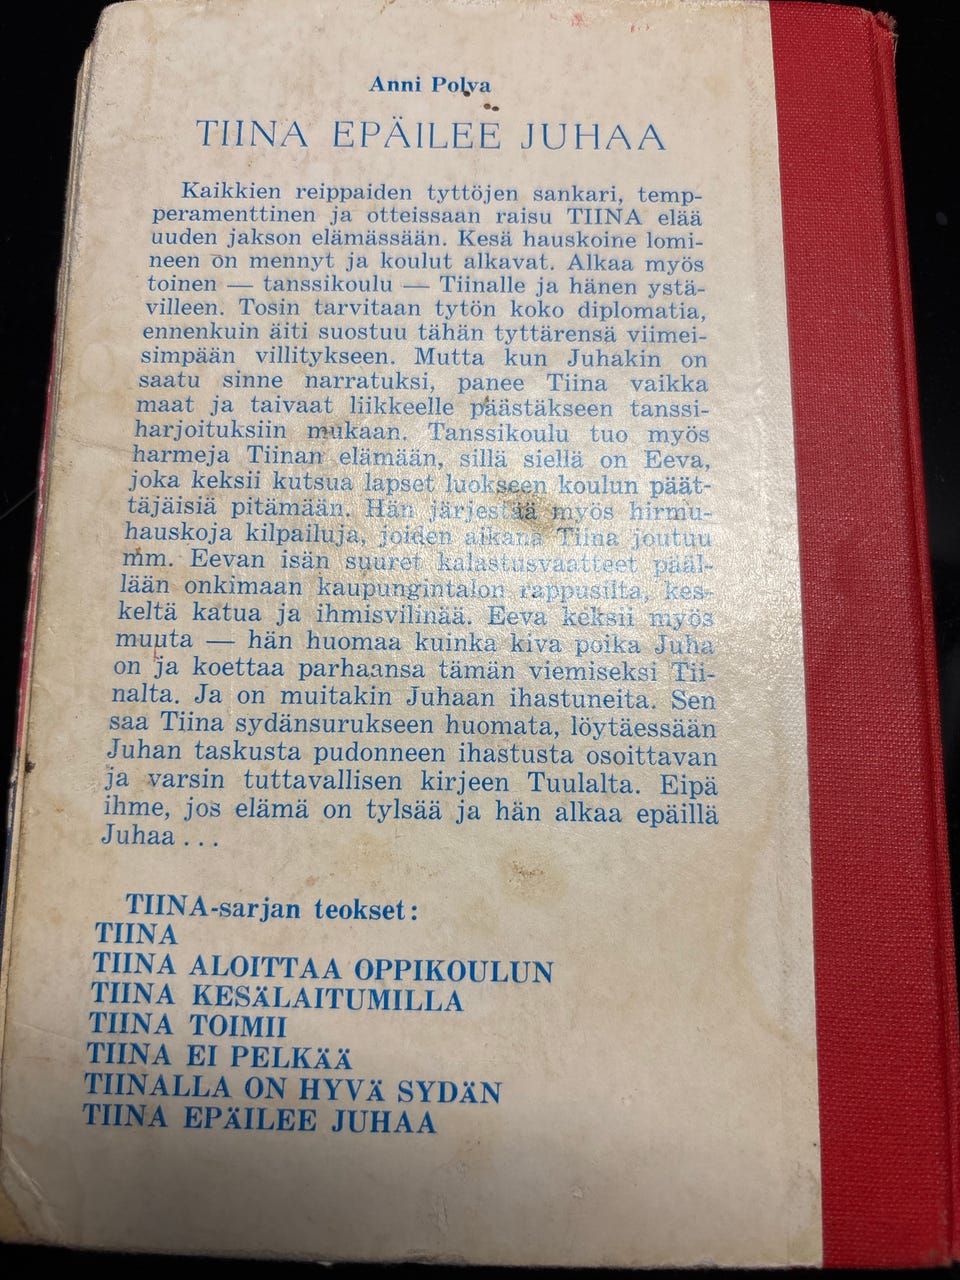 Anni Polva
TIINA EPÄILEE JUHAA
Kaikkien reippaiden tyttöjen sankari, temp-
peramenttinen ja otteissaan raisu TIINA elää
uuden jakson elämässään. Kesä hauskoine lomi-
neen on mennyt ja koulut alkavat. Alkaa myös
toinen — tanssikoulu — Tiinalle ja hänen ystä-
villeen. Tosin tarvitaan tytön koko diplomatia,
ennenkuin äiti suostuu tähän tyttärensä viimei-
simpään villitykseen. Mutta kun Juhakin on
saatu sinne narratuksi, panee Tiina vaikka
maat ja taivaat liikkeelle päästäkseen tanssi-
harjoituksiin mukaan. Tanssikoulu tuo myös
harmeja Tiinan elämään, sillä siellä on Eeva,
joka keksii kutsua lapset luokseen koulun päät-
täjäisiä pitämään. Hän järjestää myös hirmu-
hauskoja kilpailuja, joiden aikana Tiina joutuu
mm. Eevan isän suuret kalastusvaatteet pääl-
lään onkimaan kaupungintalon rappusilta, kes-
keltä katua ja ihmisvilinää. Eeva keksii myös
muuta — hän huomaa kuinka kiva poika Juha
on ja koettaa parhaansa tämän viemiseksi Tii-
nalta. Ja on muitakin Juhaan ihastuneita. Sen
saa Tiina sydänsurukseen huomata, löytäessään
Juhan taskusta pudonneen ihastusta osoittavan
ja varsin tuttavallisen kirjeen Tuulalta. Eipä
ihme, jos elämä on tylsää ja hän alkaa epäillä
Juhaa ...
TIINA-sarjan teokset:
TIINA
TIINA ALOITTAA OPPIKOULUN
TIINA KESÄLAITUMILLA
TIINA TOIMII
TIINA EI PELKÄÄ
TIINALLA ON HYVÄ SYDÄN
TIINA EPÄILEE JUHAA